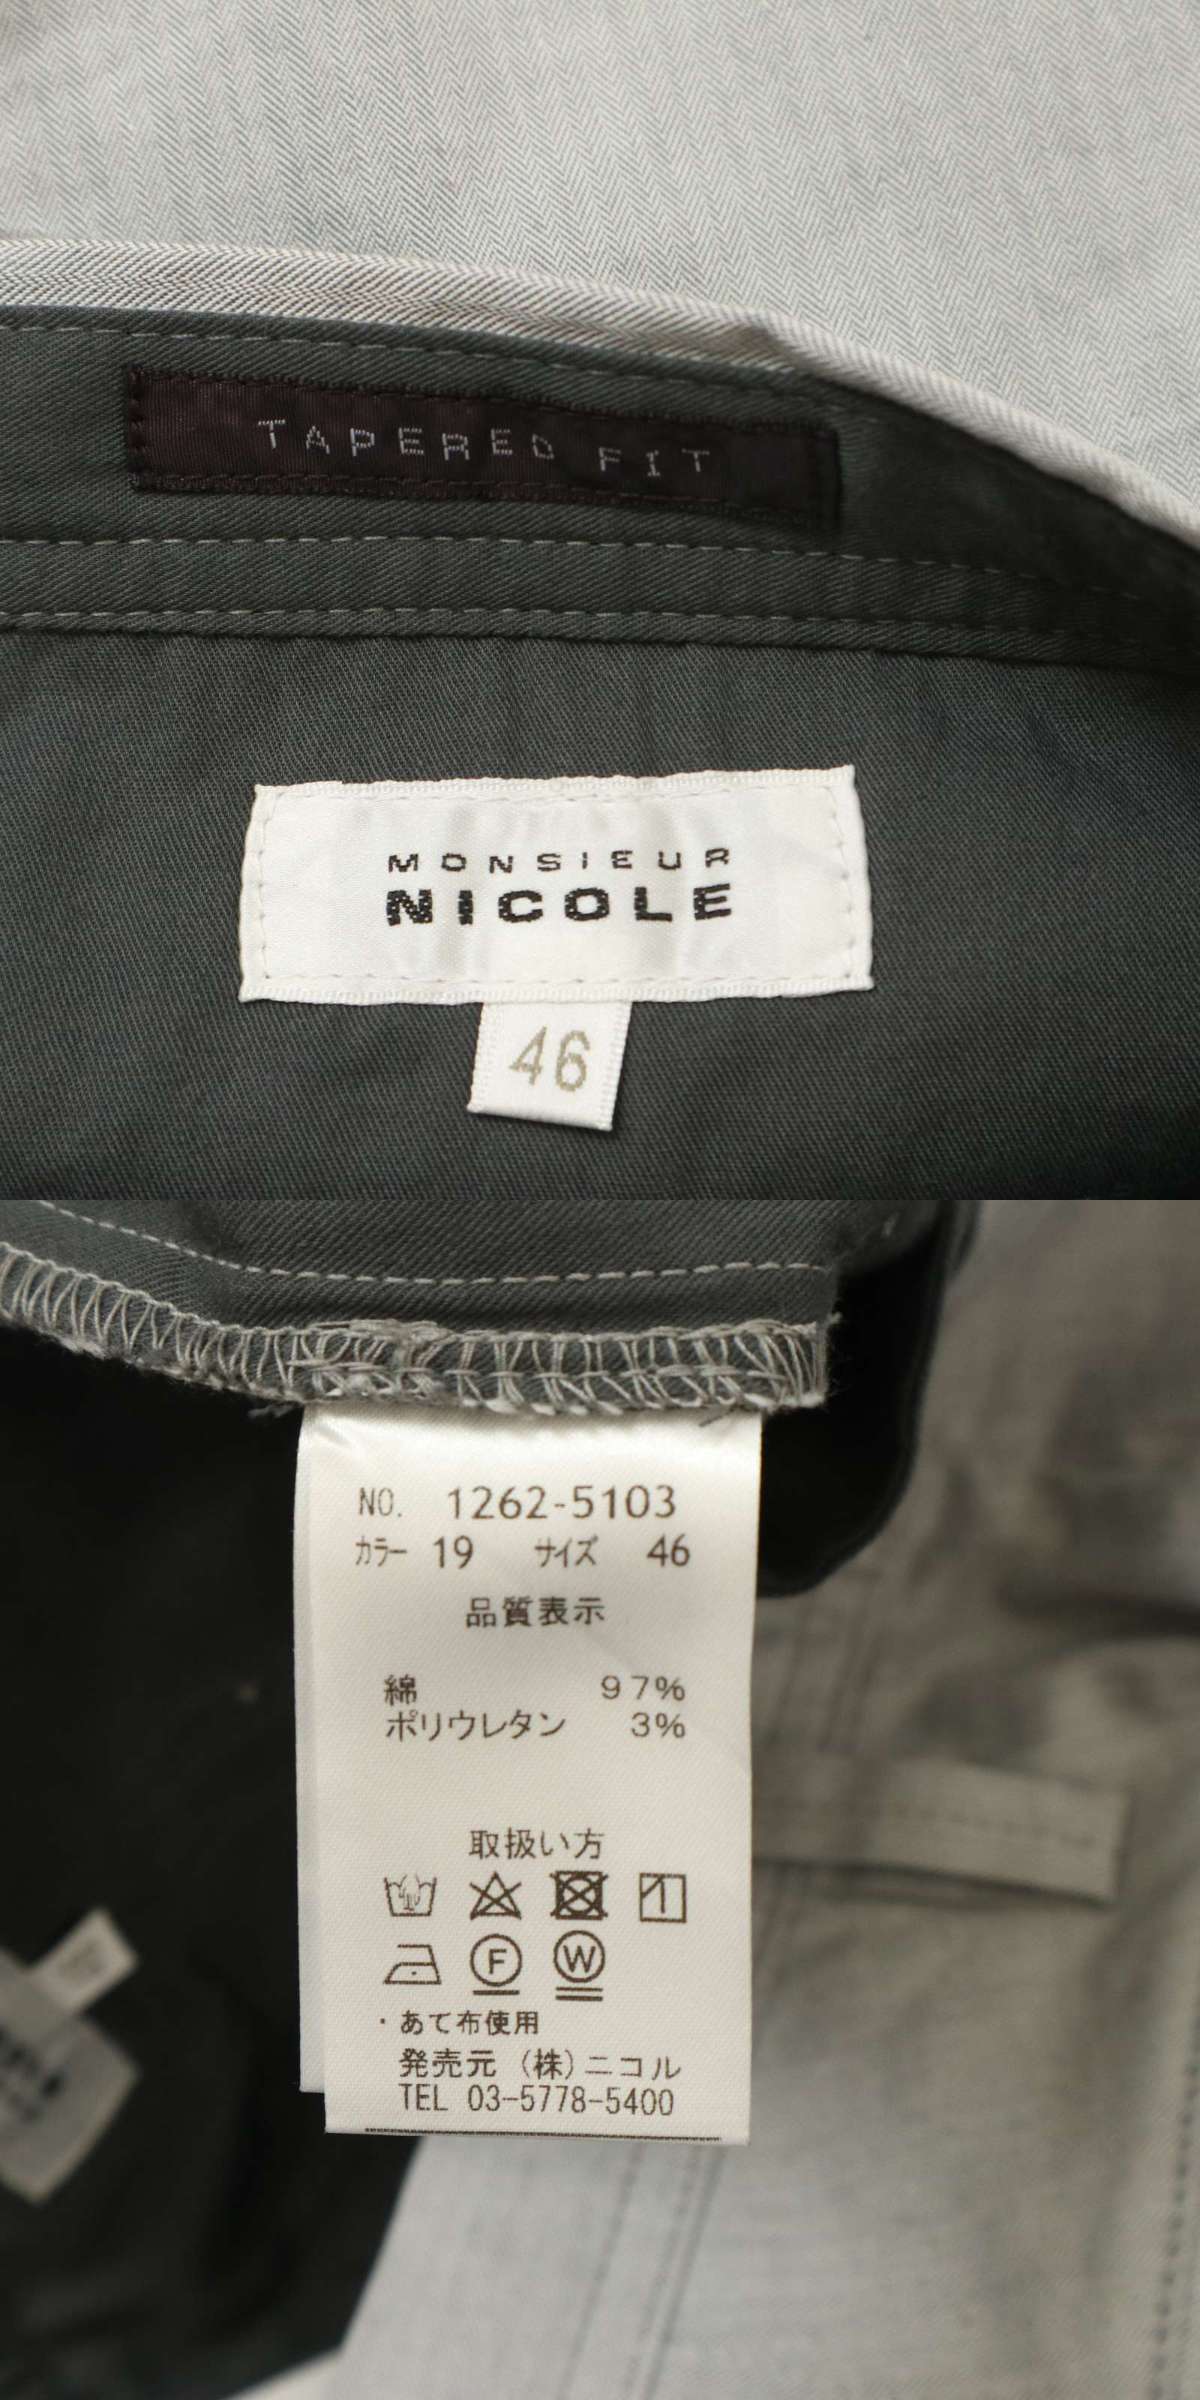 TAPERED FIT
MONSIEUR
NICOLE
46
NO. 1262-5103
カラー 19 サイズ 46
品質表示
綿 97%
ポリウレタン 3%
取扱い方
F W
・あて布使用
発売元 (株)ニコル
TEL 03-5778-5400